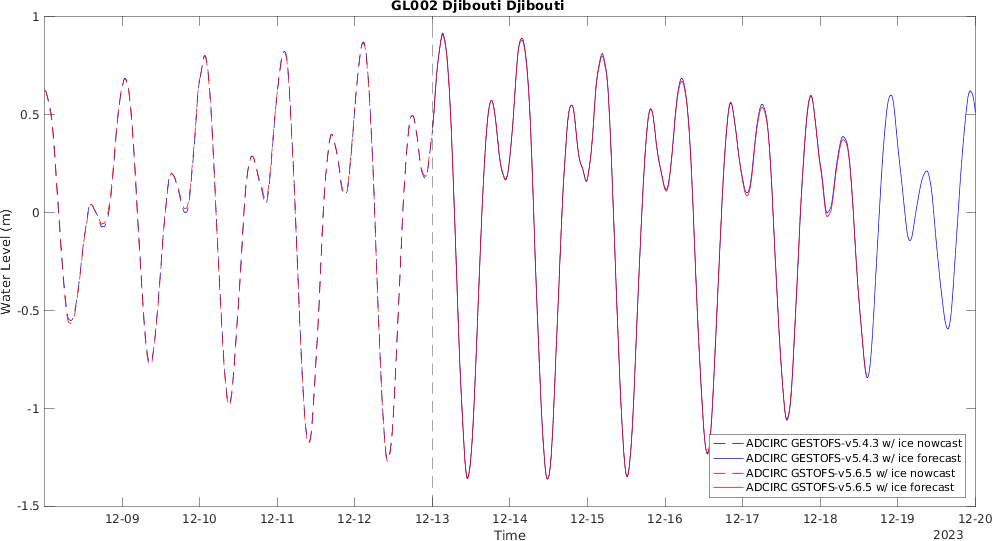 GL002 Djibouti Djibouti
1
0.5
0
-0.5
-1
-1.5
Water Level (m)
12-09 12-10 12-11 12-12 12-13 12-14 12-15 12-16 12-17 12-18 12-19 12-20
Time
2023
ADCIRC GESTOFS-v5.4.3 w/ ice nowcast
ADCIRC GESTOFS-v5.4.3 w/ ice forecast
ADCIRC GSTOFS-v5.6.5 w/ ice nowcast
ADCIRC GSTOFS-v5.6.5 w/ ice forecast